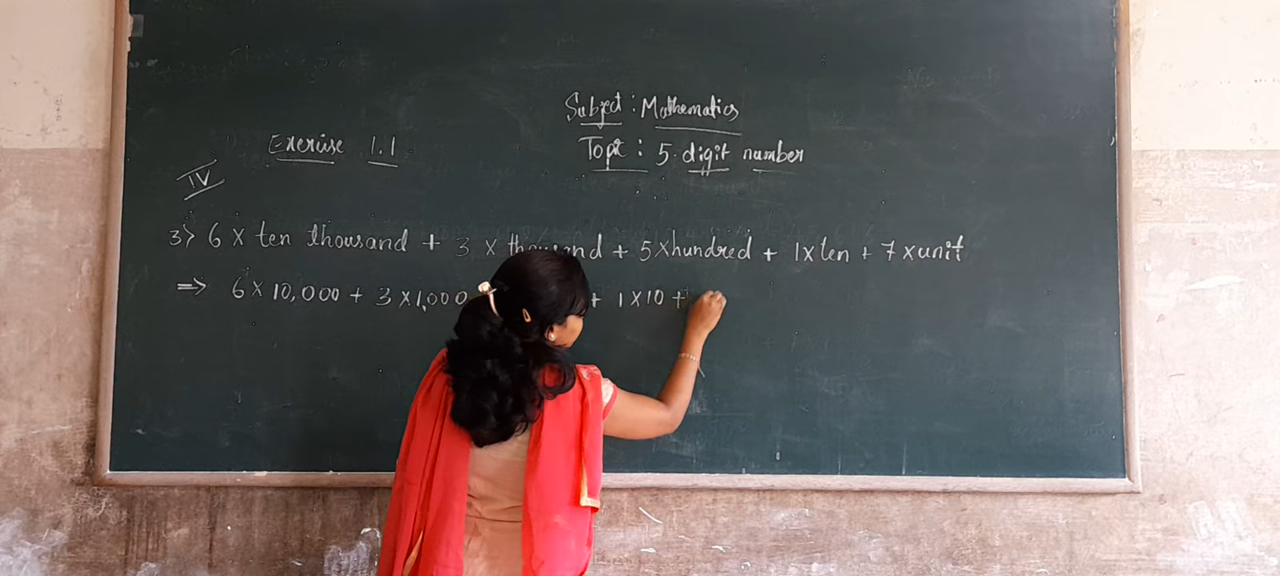 Subject : Mathematics
Topic : 5 digit number
Exercise 1.1
IV
3> 6 X ten thousand + 3 X thousand + 5 X hundred + 1 x ten + 7 x unit
=> 6 X 10,000 + 3 X 1,000 + 1 X 10 +